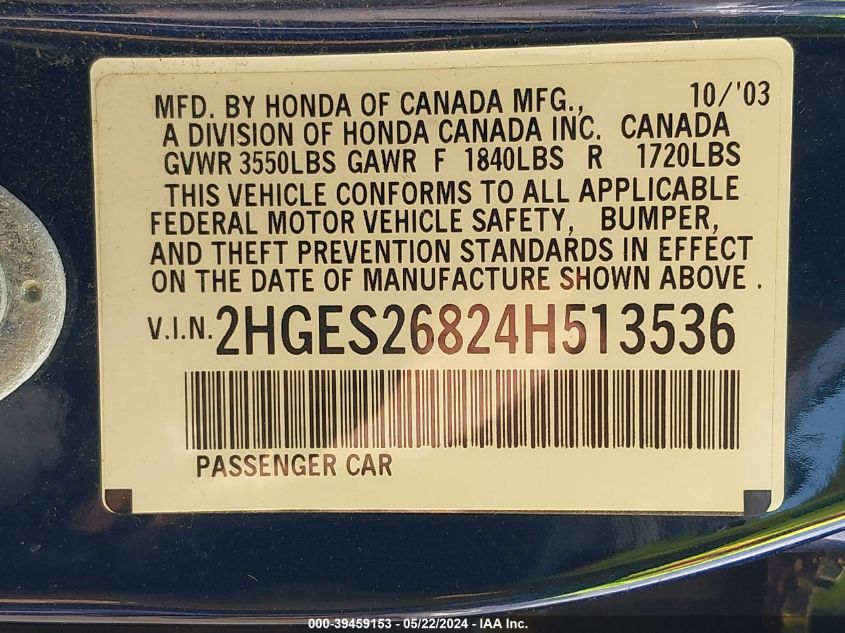 MFD. BY HONDA OF CANADA MFG., 10/'03
A DIVISION OF HONDA CANADA INC. CANADA
GVWR 3550LBS GAWR F 1840LBS R 1720LBS
THIS VEHICLE CONFORMS TO ALL APPLICABLE
FEDERAL MOTOR VEHICLE SAFETY, BUMPER,
AND THEFT PREVENTION STANDARDS IN EFFECT
ON THE DATE OF MANUFACTURE SHOWN ABOVE .
V.I.N. 2HGES26824H513536
PASSENGER CAR
000-39459153 - 05/22/2024 - IAA Inc.